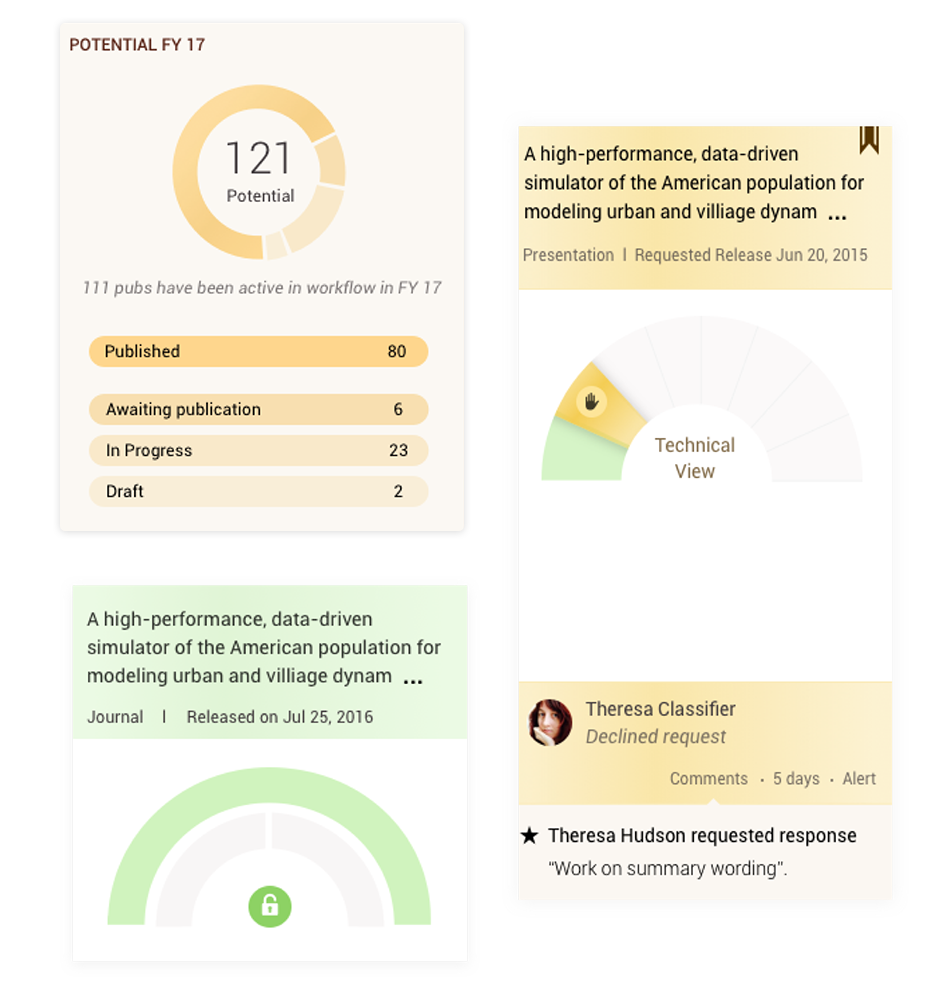 POTENTIAL FY 17
121
Potential
111 pubs have been active in workflow in FY 17
Published 80
Awaiting publication 6
In Progress 23
Draft 2
A high-performance, data-driven
simulator of the American population for
modeling urban and villiage dynam ...
Journal | Released on Jul 25, 2016
A high-performance, data-driven
simulator of the American population for
modeling urban and villiage dynam ...
Presentation | Requested Release Jun 20, 2015
Technical
View
Theresa Classifier
Declined request
Comments · 5 days · Alert
★ Theresa Hudson requested response
“Work on summary wording”.